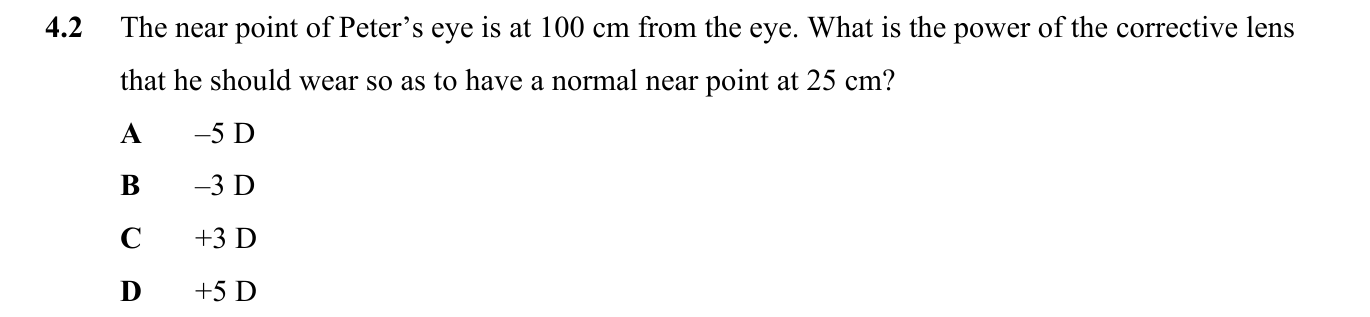 4.2 The near point of Peter’s eye is at 100 cm from the eye. What is the power of the corrective lens
that he should wear so as to have a normal near point at 25 cm?
A –5 D
B –3 D
C +3 D
D +5 D